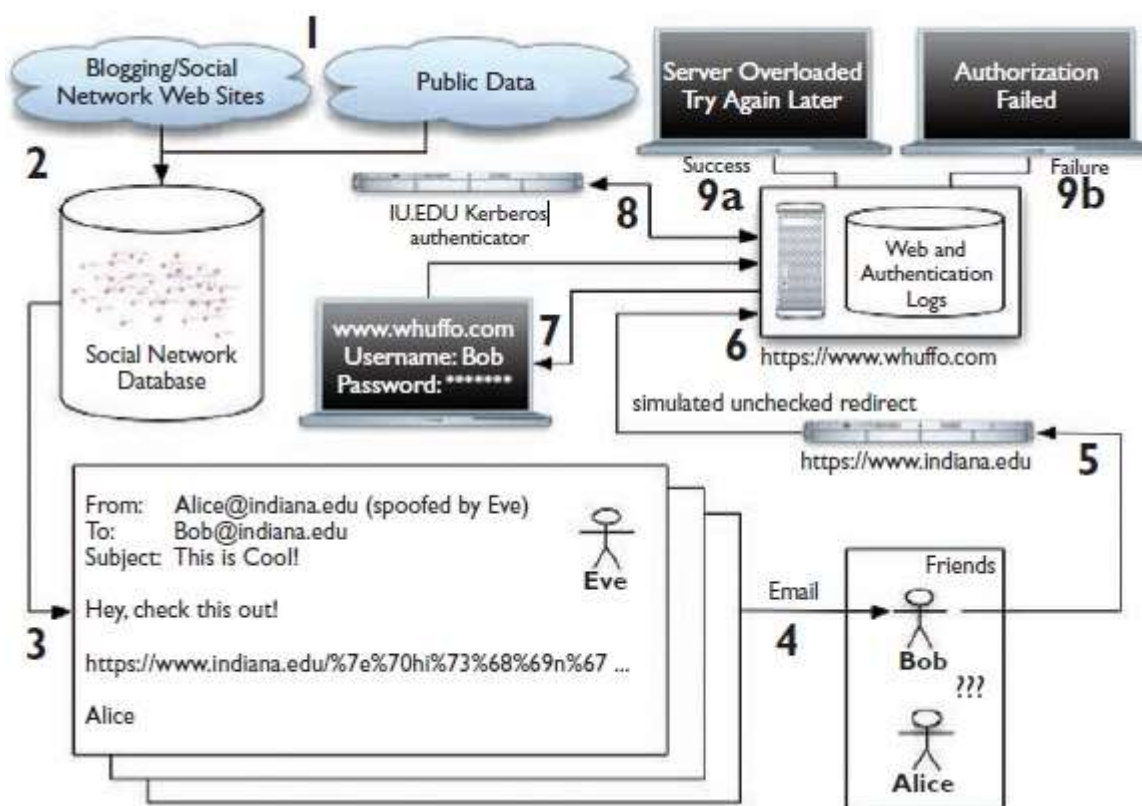 1
Blogging/Social
Network Web Sites
Public Data
Server Overloaded
Try Again Later
Authorization
Failed
2
Success
9a
Failure
9b
IU.EDU Kerberos
authenticator
8
Web and
Authentication
Logs
Social Network
Database
www.whuffo.com
Username: Bob
Password: *******
7
6
https://www.whuffo.com
simulated unchecked redirect
https://www.indiana.edu
5
From: Alice@indiana.edu (spoofed by Eve)
To: Bob@indiana.edu
Subject: This is Cool!
Eve
Hey, check this out!
3
https://www.indiana.edu/%7e%70hi%73%68%69n%67 ...
Alice
Email
4
Friends
Bob
???
Alice